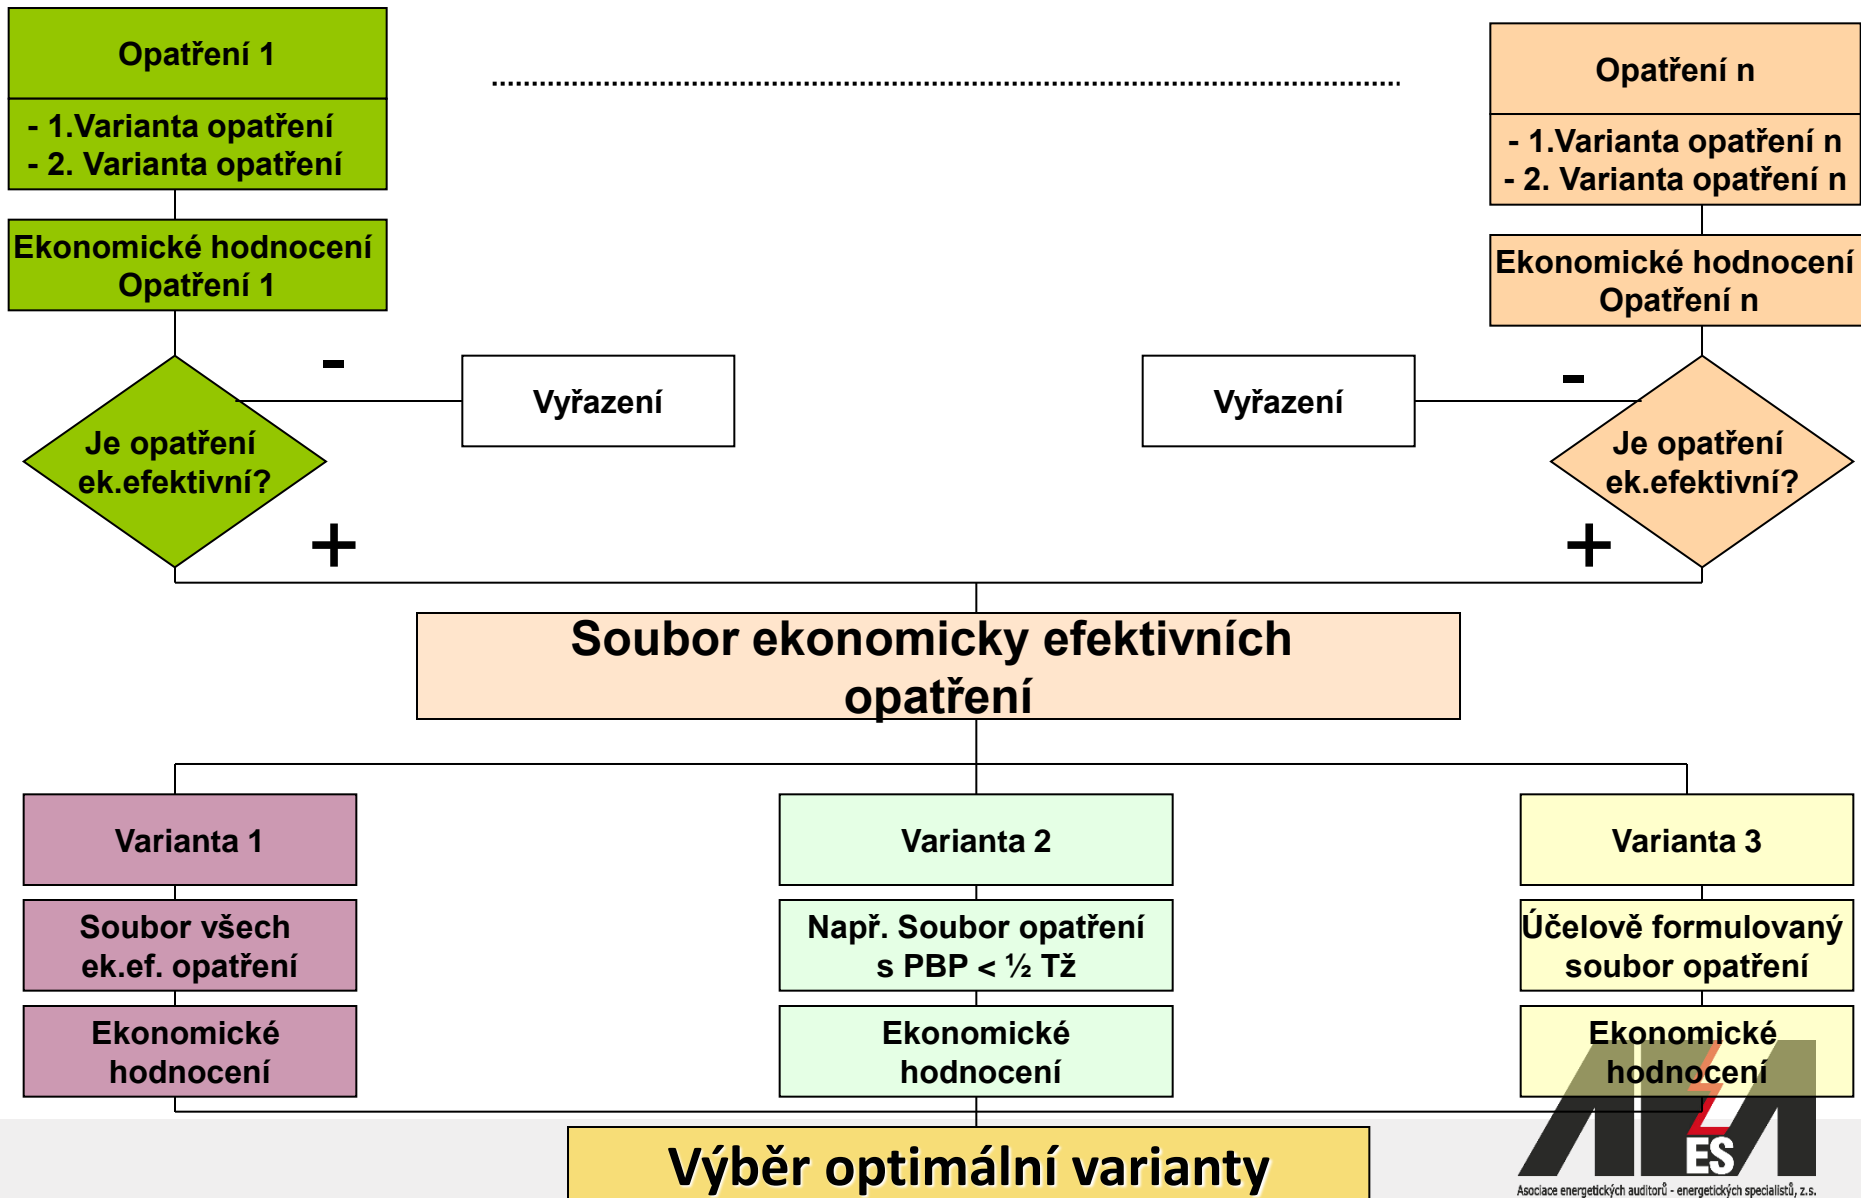 Opatření 1
- 1.Varianta opatření
- 2. Varianta opatření
Ekonomické hodnocení
Opatření 1
Je opatření
ek.efektivní?
-
Vyřazení
+
................................................
Opatření n
- 1.Varianta opatření n
- 2. Varianta opatření n
Ekonomické hodnocení
Opatření n
Je opatření
ek.efektivní?
-
Vyřazení
+
Soubor ekonomicky efektivních
opatření
Varianta 1
Soubor všech
ek.ef. opatření
Ekonomické
hodnocení
Varianta 2
Např. Soubor opatření
s PBP < ½ Tž
Ekonomické
hodnocení
Varianta 3
Účelově formulovaný
soubor opatření
Ekonomické
hodnocení
Výběr optimální varianty
AEA
ES
Asociace energetických auditorů - energetických specialistů, z.s.